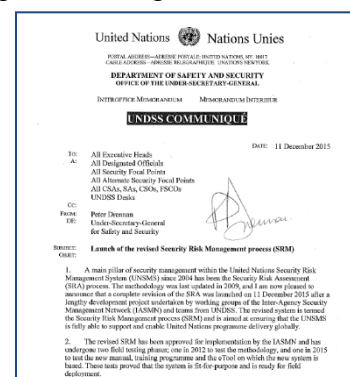 United Nations Nations Unies
POSTAL ADDRESS—ADRESSE POSTALE: UNITED NATIONS, N.Y. 10017
CABLE ADDRESS—ADRESSE TELEGRAPHIQUE: UNATIONS NEWYORK
DEPARTMENT OF SAFETY AND SECURITY
OFFICE OF THE UNDER-SECRETARY-GENERAL
INTEROFFICE MEMORANDUM MEMORANDUM INTERIEUR
UNDSS COMMUNIQUÉ
DATE: 11 December 2015
TO: All Executive Heads
A: All Designated Officials
All Security Focal Points
All Alternate Security Focal Points
All CSAs, SAs, CSOs, FSCOs
UNDSS Desks
CC:
FROM: Peter Drennan
DE: Under-Secretary-General
for Safety and Security
SUBJECT: Launch of the revised Security Risk Management process (SRM)
OBJET:
1. A main pillar of security management within the United Nations Security Risk
Management System (UNSMS) since 2004 has been the Security Risk Assessment
(SRA) process. The methodology was last updated in 2009, and I am now pleased to
announce that a complete revision of the SRA was launched on 11 December 2015 after a
lengthy development project undertaken by working groups of the Inter-Agency Security
Management Network (IASMN) and teams from UNDSS. The revised system is termed
the Security Risk Management process (SRM) and is aimed at ensuring that the UNSMS
is fully able to support and enable United Nations programme delivery globally.
2. The revised SRM has been approved for implementation by the IASMN and has
undergone two field testing phases; one in 2012 to test the methodology, and one in 2015
to test the new manual, training programme and the eTool on which the new system is
based. These tests proved that the system is fit-for-purpose and is ready for field
deployment.